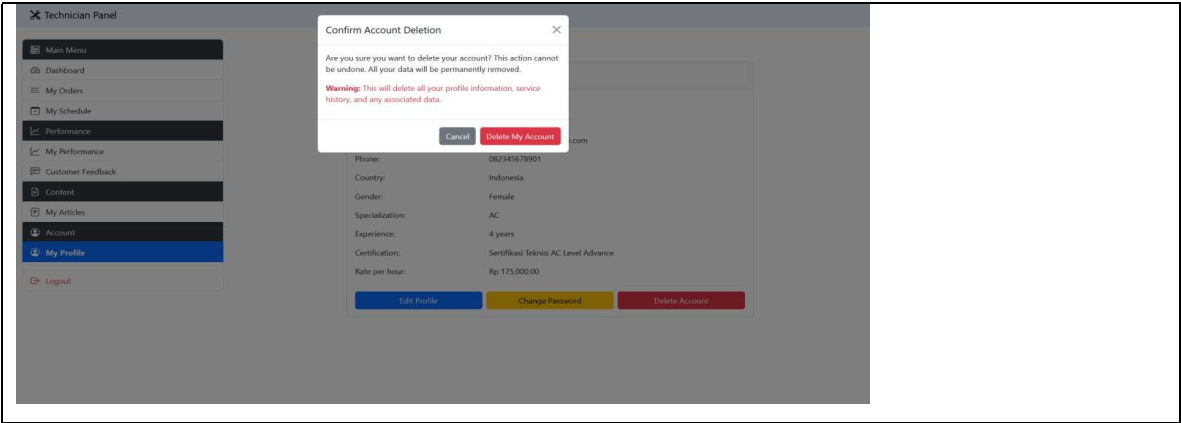 Technician Panel
Main Menu
Dashboard
My Orders
My Schedule
Performance
My Performance
Customer Feedback
Content
My Articles
Account
My Profile
Logout
Confirm Account Deletion
Are you sure you want to delete your account? This action cannot
be undone. All your data will be permanently removed.
Warning: This will delete all your profile information, service
history, and any associated data.
Cancel
Delete My Account
.com
Phone: 082345678901
Country: Indonesia
Gender: Female
Specialization: AC
Experience: 4 years
Certification: Sertifikasi Teknisi AC Level Advance
Rate per hour: Rp 175,000.00
Edit Profile
Change Password
Delete Account